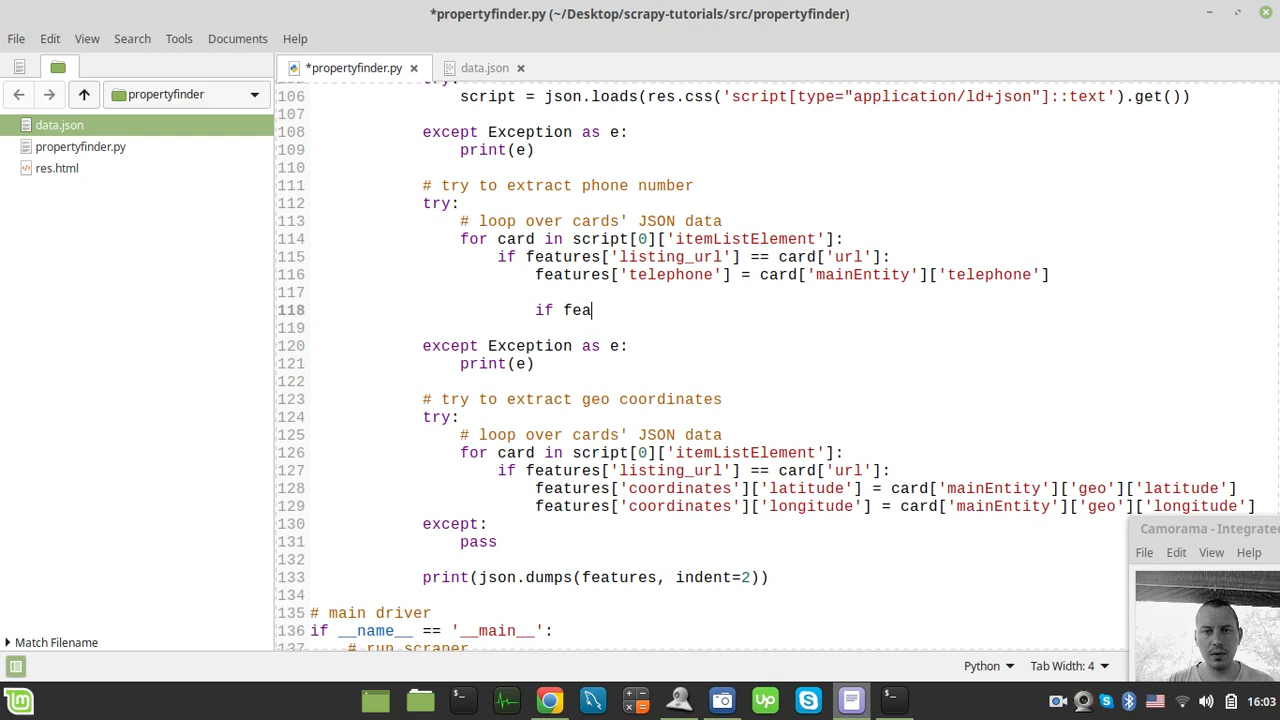 *propertyfinder.py (~/Desktop/scrapy-tutorials/src/propertyfinder)
File Edit View Search Tools Documents Help
*propertyfinder.py data.json
propertyfinder
data.json
propertyfinder.py
res.html
106 script = json.loads(res.css('script[type="application/ld+json"]::text').get())
107
108 except Exception as e:
109 print(e)
110
111 # try to extract phone number
112 try:
113 # loop over cards' JSON data
114 for card in script[0]['itemListElement']:
115 if features['listing_url'] == card['url']:
116 features['telephone'] = card['mainEntity']['telephone']
117
118 if fea
119
120 except Exception as e:
121 print(e)
122
123 # try to extract geo coordinates
124 try:
125 # loop over cards' JSON data
126 for card in script[0]['itemListElement']:
127 if features['listing_url'] == card['url']:
128 features['coordinates']['latitude'] = card['mainEntity']['geo']['latitude']
129 features['coordinates']['longitude'] = card['mainEntity']['geo']['longitude']
130 except:
131 pass
132
133 print(json.dumps(features, indent=2))
134
135 # main driver
136 if __name__ == '__main__':
137 # run scraper
Match Filename
Python Tab Width: 4
Camorama - Integrated
File Edit View Help
16:03